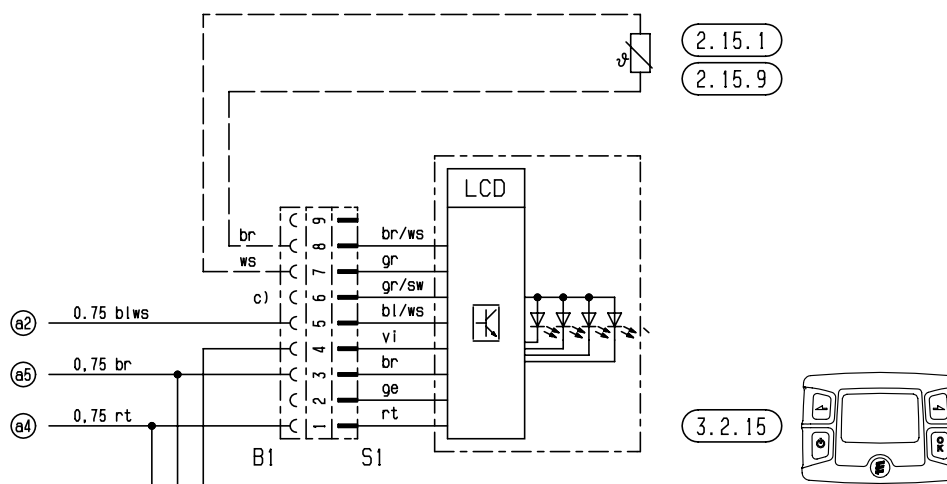 ϑ
2.15.1
2.15.9
LCD
9
br 8 br/ws
ws 7 gr
c) 6 gr/sw
a2 0.75 blws 5 bl/ws
4 vi
a5 0,75 br 3 br
2 ge
a4 0,75 rt 1 rt
B1 S1
3.2.15
OK